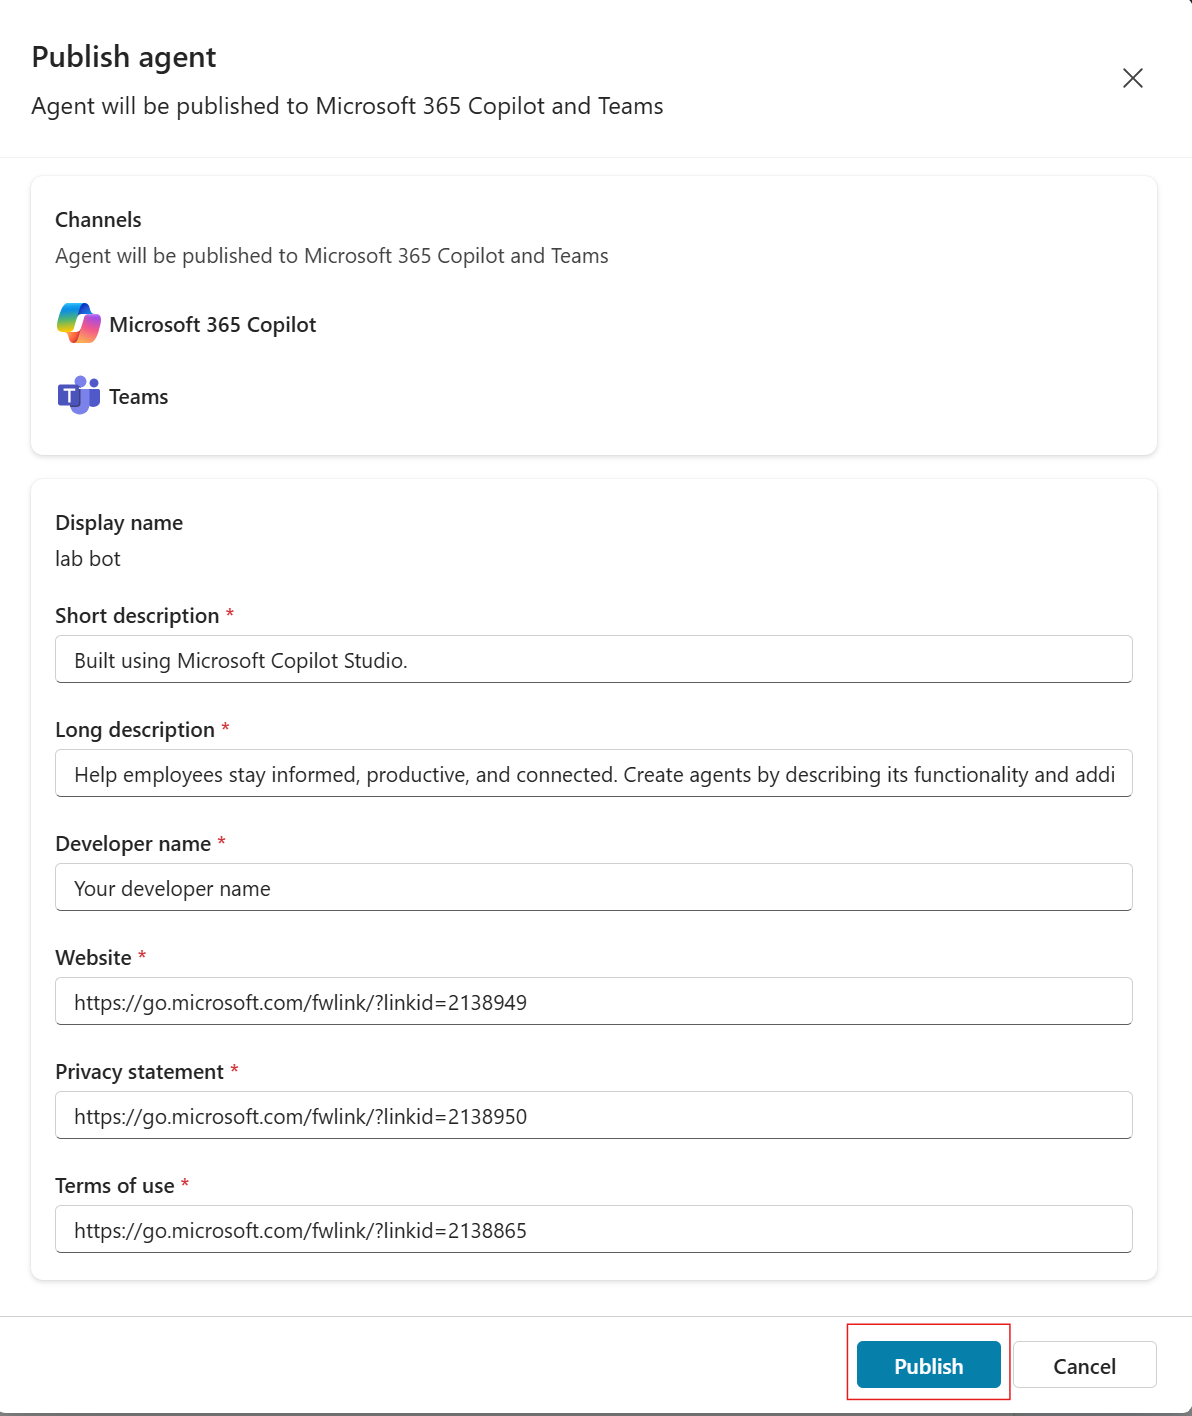 Publish agent
Agent will be published to Microsoft 365 Copilot and Teams
Channels
Agent will be published to Microsoft 365 Copilot and Teams
Microsoft 365 Copilot
T Teams
Display name
lab bot
Short description *
Built using Microsoft Copilot Studio.
Long description *
Help employees stay informed, productive, and connected. Create agents by describing its functionality and addi
Developer name *
Your developer name
Website *
https://go.microsoft.com/fwlink/?linkid=2138949
Privacy statement *
https://go.microsoft.com/fwlink/?linkid=2138950
Terms of use *
https://go.microsoft.com/fwlink/?linkid=2138865
Publish Cancel